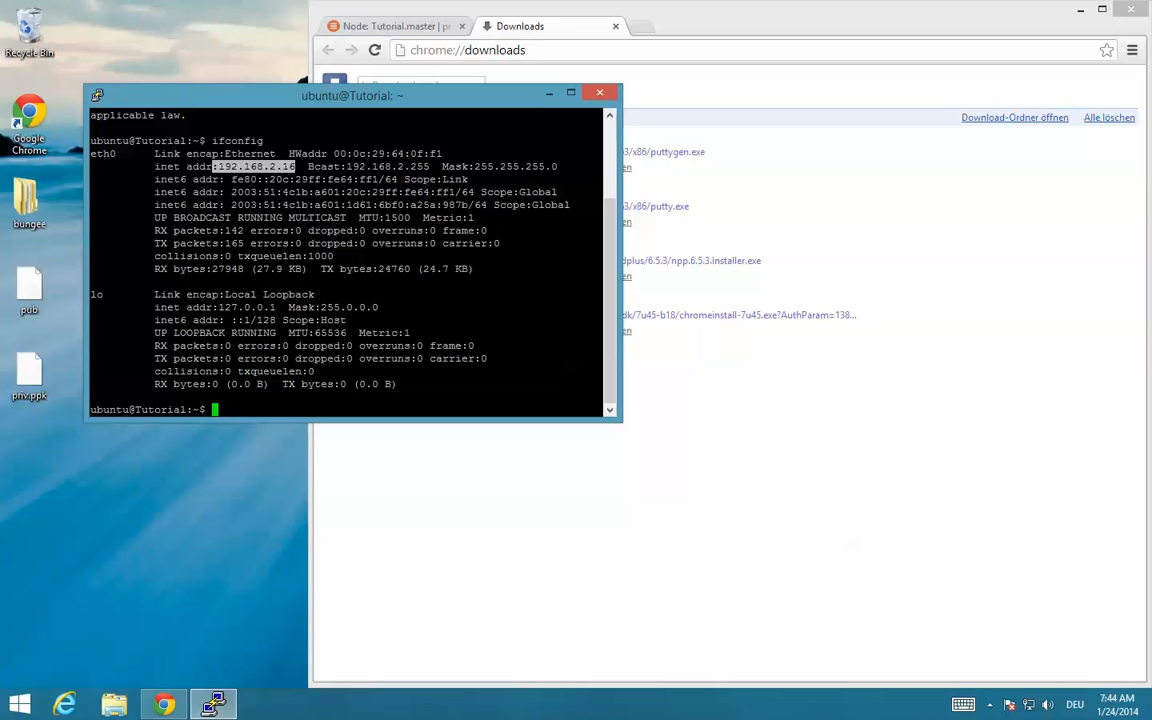 Recycle Bin
Google
Chrome
bungee
pub
priv.ppk
Node: Tutorial.master | pr
Downloads
chrome://downloads
Download-Ordner öffnen
Alle löschen
3/x86/puttygen.exe
en
3/x86/putty.exe
en
dplus/6.5.3/npp.6.5.3.Installer.exe
en
dk/7u45-b18/chromeinstall-7u45.exe?AuthParam=138...
en
ubuntu@Tutorial: ~
applicable law.
ubuntu@Tutorial:~$ ifconfig
eth0 Link encap:Ethernet HWaddr 00:0c:29:64:0f:f1
inet addr:192.168.2.16 Bcast:192.168.2.255 Mask:255.255.255.0
inet6 addr: fe80::20c:29ff:fe64:ff1/64 Scope:Link
inet6 addr: 2003:51:4c1b:a601:20c:29ff:fe64:ff1/64 Scope:Global
inet6 addr: 2003:51:4c1b:a601:1d61:6bf0:a25a:987b/64 Scope:Global
UP BROADCAST RUNNING MULTICAST MTU:1500 Metric:1
RX packets:142 errors:0 dropped:0 overruns:0 frame:0
TX packets:165 errors:0 dropped:0 overruns:0 carrier:0
collisions:0 txqueuelen:1000
RX bytes:27948 (27.9 KB) TX bytes:24760 (24.7 KB)
lo Link encap:Local Loopback
inet addr:127.0.0.1 Mask:255.0.0.0
inet6 addr: ::1/128 Scope:Host
UP LOOPBACK RUNNING MTU:65536 Metric:1
RX packets:0 errors:0 dropped:0 overruns:0 frame:0
TX packets:0 errors:0 dropped:0 overruns:0 carrier:0
collisions:0 txqueuelen:0
RX bytes:0 (0.0 B) TX bytes:0 (0.0 B)
ubuntu@Tutorial:~$
DEU
7:44 AM
1/24/2014